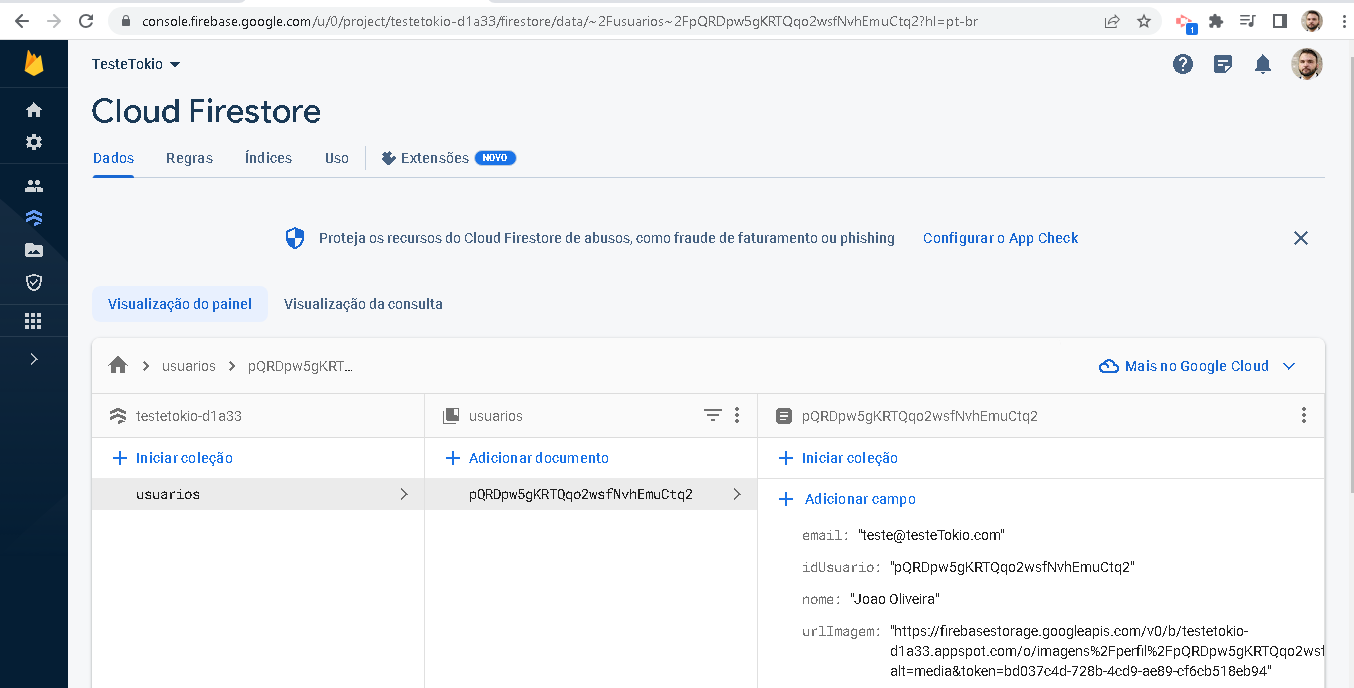 console.firebase.google.com/u/0/project/testetokio-d1a33/firestore/data/~2Fusuarios~2FpQRDpw5gKRTQqo2wsfNvhEmuCtq2?hl=pt-br
1
TesteTokio
Cloud Firestore
Dados Regras Índices Uso Extensões NOVO
Proteja os recursos do Cloud Firestore de abusos, como fraude de faturamento ou phishing Configurar o App Check
Visualização do painel Visualização da consulta
usuarios pQRDpw5gKRT... Mais no Google Cloud
testetokio-d1a33 usuarios pQRDpw5gKRTQqo2wsfNvhEmuCtq2
Iniciar coleção Adicionar documento Iniciar coleção
usuarios pQRDpw5gKRTQqo2wsfNvhEmuCtq2
Adicionar campo
email: "teste@testeTokio.com"
idUsuario: "pQRDpw5gKRTQqo2wsfNvhEmuCtq2"
nome: "Joao Oliveira"
urlImagem: "https://firebasestorage.googleapis.com/v0/b/testetokio-
d1a33.appspot.com/o/imagens%2Fperfil%2FpQRDpw5gKRTQqo2wsf
alt=media&token=bd037c4d-728b-4cd9-ae89-cf6cb518eb94"